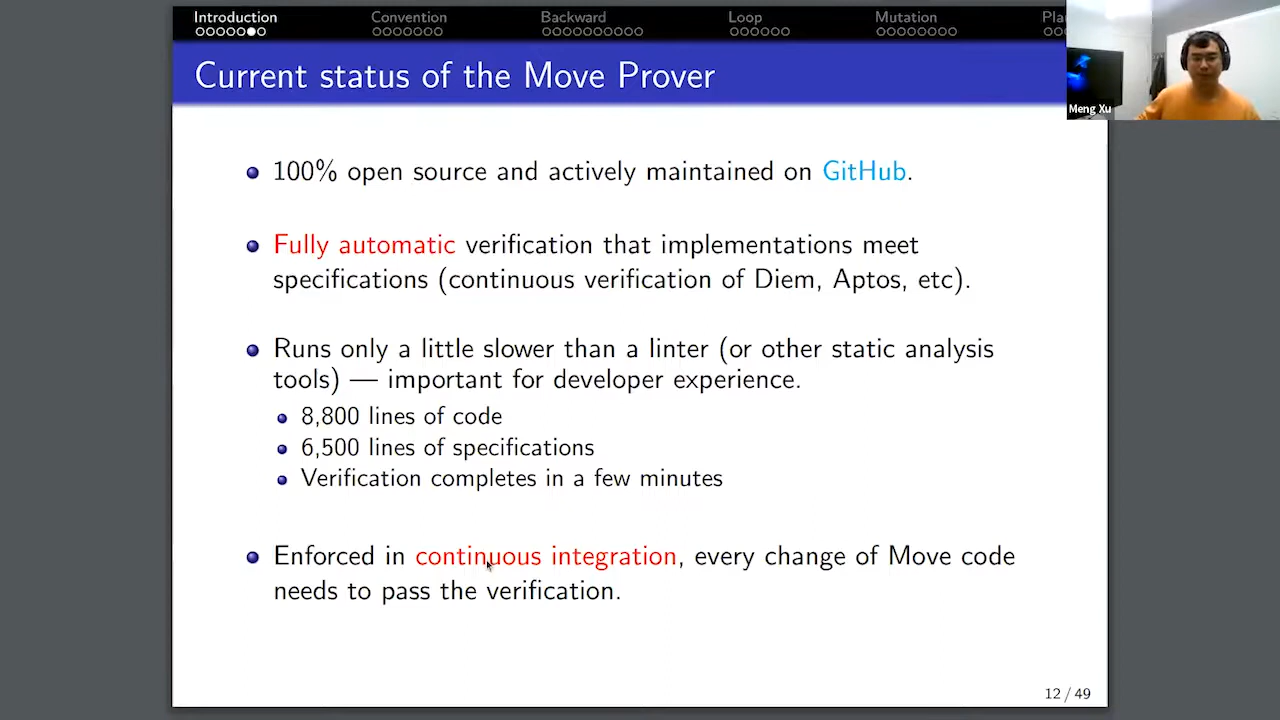 Introduction
Convention
Backward
Loop
Mutation
Pla
Current status of the Move Prover
Meng Xu
100% open source and actively maintained on GitHub.
Fully automatic verification that implementations meet
specifications (continuous verification of Diem, Aptos, etc).
Runs only a little slower than a linter (or other static analysis
tools) — important for developer experience.
8,800 lines of code
6,500 lines of specifications
Verification completes in a few minutes
Enforced in continuous integration, every change of Move code
needs to pass the verification.
12 / 49